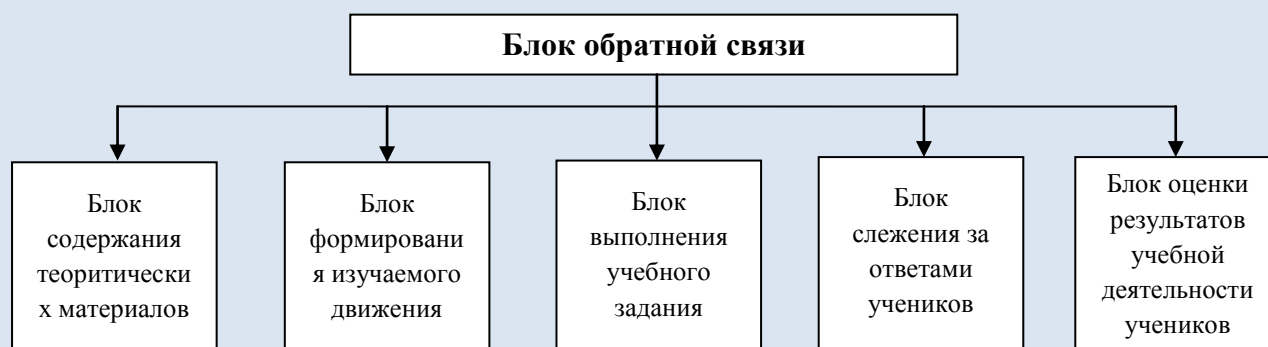 Блок обратной связи
Блок
содержания
теоритически
х материалов
Блок
формировани
я изучаемого
движения
Блок
выполнения
учебного
задания
Блок
слежения за
ответами
учеников
Блок оценки
результатов
учебной
деятельности
учеников